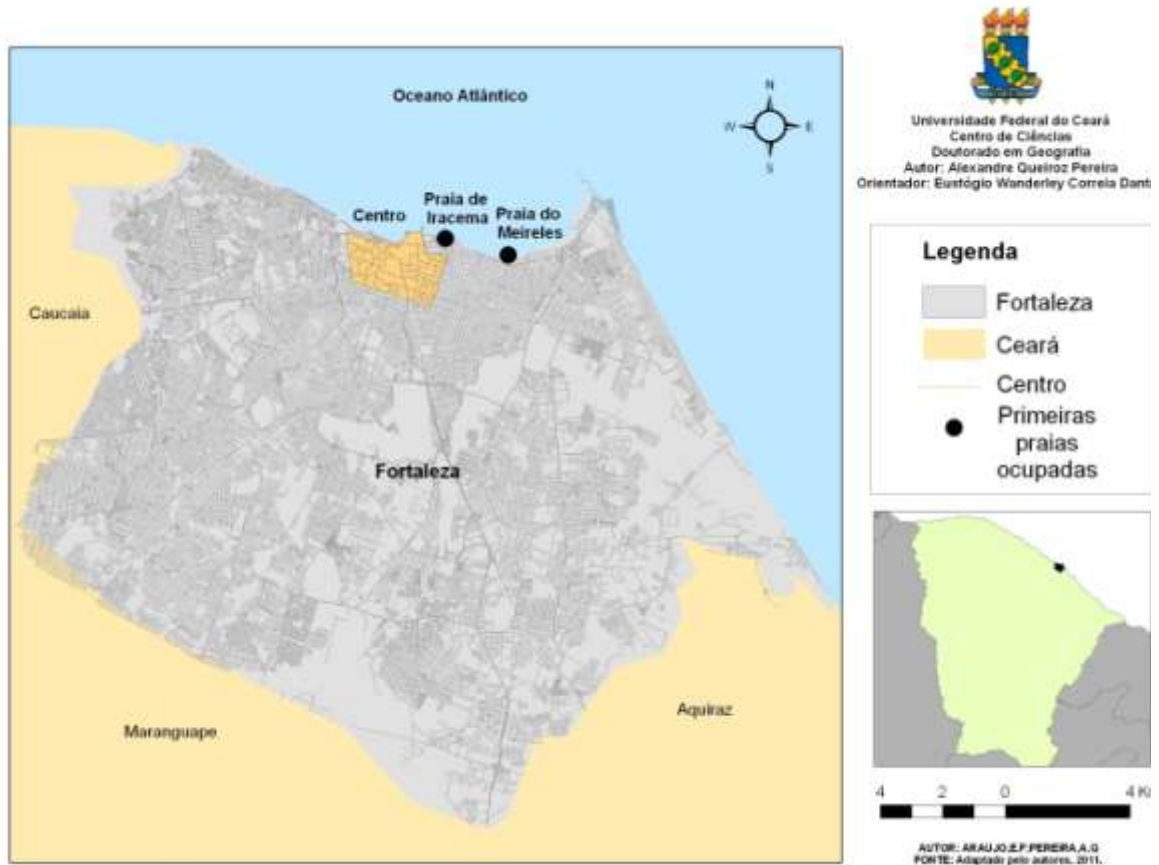 Oceano Atlântico
N
W
E
S
Praia de
Iracema
Praia do
Meireles
Centro
Caucaia
Fortaleza
Maranguape
Aquiraz
Universidade Federal do Ceará
Centro de Ciências
Doutorado em Geografia
Autor: Alexandre Queiroz Pereira
Orientador: Eustógio Wanderley Correia Dant
Legenda
Fortaleza
Ceará
Centro
Primeiras
praias
ocupadas
4 2 0 4 K
AUTOR: ARAUJO,E.F;PEREIRA,A.Q
FONTE: Adaptado pelo autores, 2011.